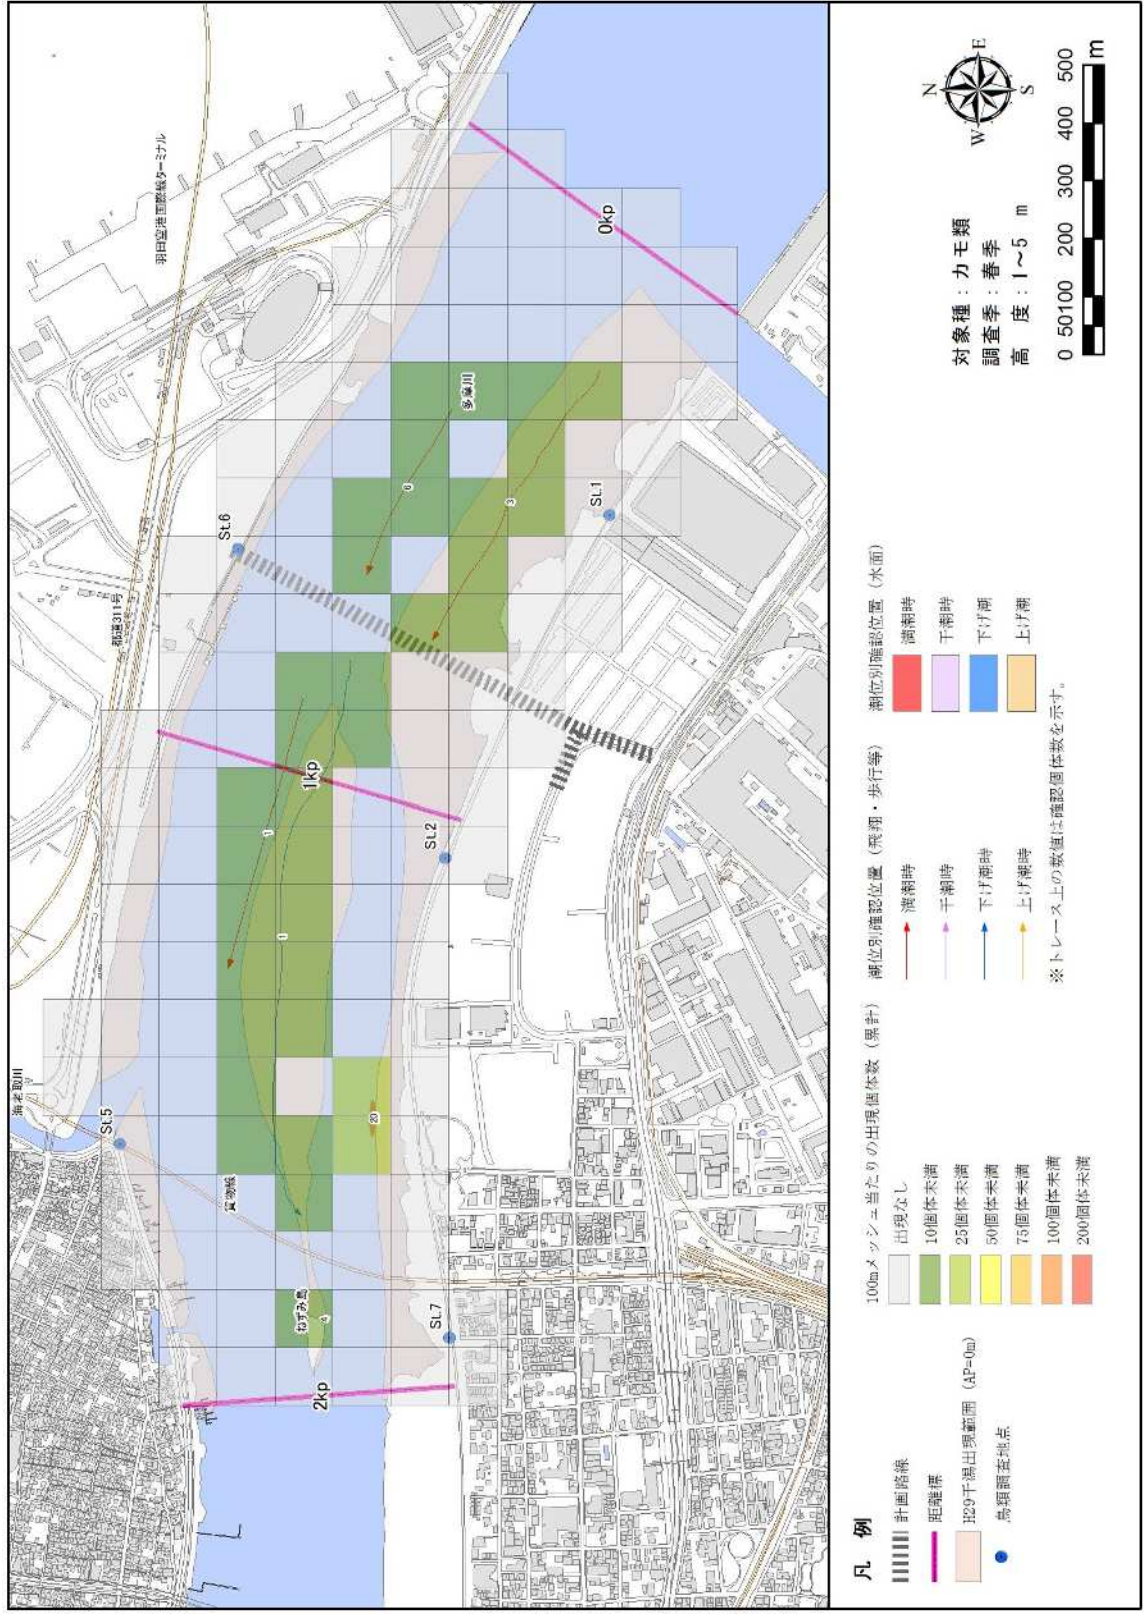 羽田空港国際線ターミナル
海老取川
都道311号
St.5
St.6
貨物線
多摩川
0kp
1kp
2kp
6
3
1
1
20
4
ねずみ島
St.1
St.2
St.7
凡 例
計画路線
距離標
H29干潟出現範囲 (AP=0m)
鳥類調査地点
100mメッシュ当たりの出現個体数（累計）
出現なし
10個体未満
25個体未満
50個体未満
75個体未満
100個体未満
200個体未満
潮位別確認位置（飛翔・歩行等）
満潮時
干潮時
下げ潮時
上げ潮時
※トレース上の数値は確認個体数を示す。
潮位別確認位置（水面）
満潮時
干潮時
下げ潮
上げ潮
対象種：カモ類
調査季：春季
高 度：1～5 m
N
E
S
W
0 50100 200 300 400 500
m